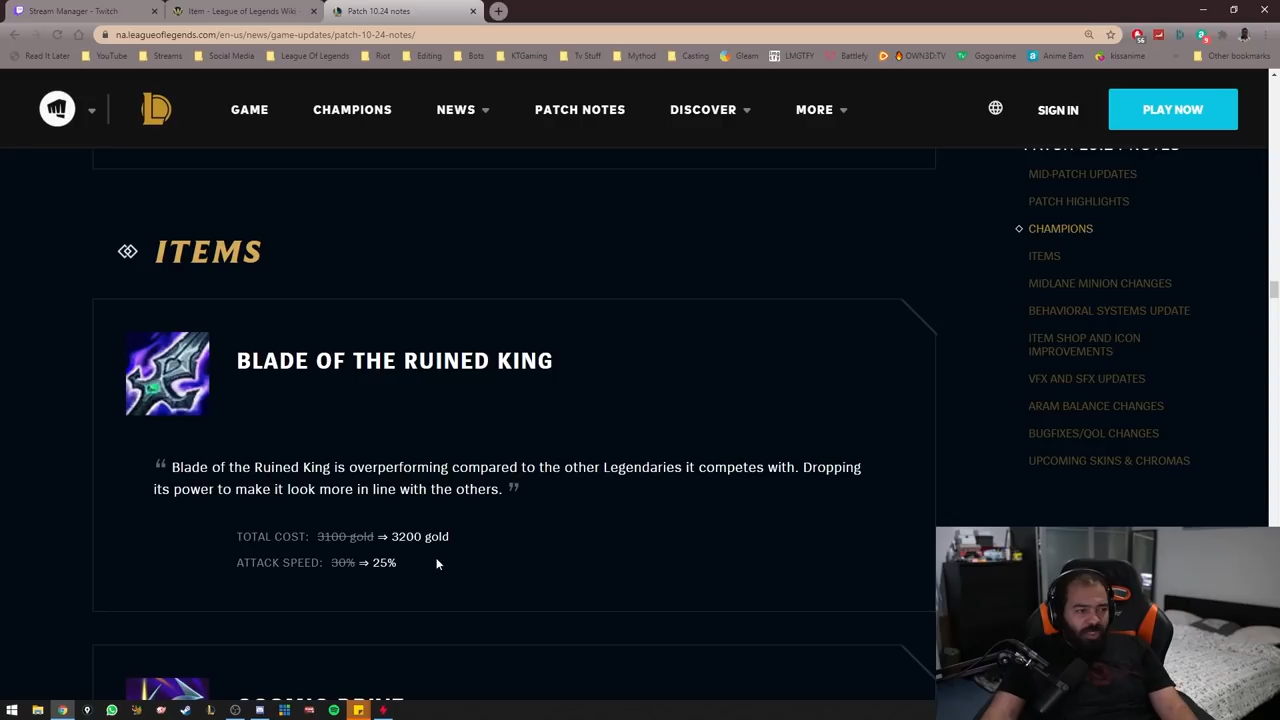 Stream Manager - Twitch
Item - League of Legends Wiki
Patch 10.24 notes
na.leagueoflegends.com/en-us/news/game-updates/patch-10-24-notes/
Read It Later
YouTube
Streams
Social Media
League Of Legends
Riot
Editing
Bots
KTGaming
Tv Stuff
Mythod
Casting
Gleam
LMGTFY
Battlefy
OWN3D:TV
Gogoanime
Anime Bam
kissanime
Other bookmarks
GAME
CHAMPIONS
NEWS
PATCH NOTES
DISCOVER
MORE
SIGN IN
PLAY NOW
MID-PATCH UPDATES
PATCH HIGHLIGHTS
CHAMPIONS
ITEMS
MIDLANE MINION CHANGES
BEHAVIORAL SYSTEMS UPDATE
ITEM SHOP AND ICON
IMPROVEMENTS
VFX AND SFX UPDATES
ARAM BALANCE CHANGES
BUGFIXES/QOL CHANGES
UPCOMING SKINS & CHROMAS
ITEMS
BLADE OF THE RUINED KING
“ Blade of the Ruined King is overperforming compared to the other Legendaries it competes with. Dropping
its power to make it look more in line with the others. ”
TOTAL COST: 3100 gold ⇒ 3200 gold
ATTACK SPEED: 30% ⇒ 25%